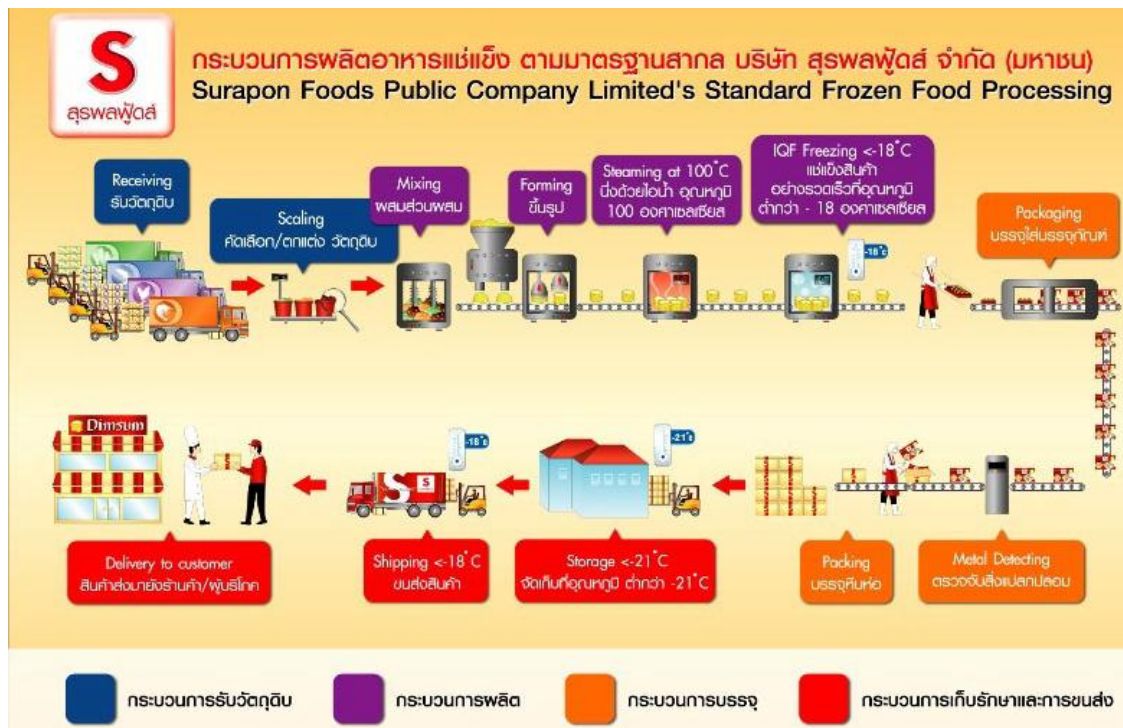 S
สุรพลฟู้ดส์
กระบวนการผลิตอาหารแช่แข็ง ตามมาตรฐานสากล บริษัท สุรพลฟู้ดส์ จำกัด (มหาชน)
Surapon Foods Public Company Limited's Standard Frozen Food Processing
Receiving
รับวัตถุดิบ
Scaling
คัดเลือก/ตกแต่ง วัตถุดิบ
Mixing
ผสมส่วนผสม
Forming
ขึ้นรูป
Steaming at 100°C
นึ่งด้วยไอน้ำ อุณหภูมิ
100 องศาเซลเซียส
IQF Freezing <-18°C
แช่แข็งสินค้า
อย่างรวดเร็วที่อุณหภูมิ
ต่ำกว่า - 18 องศาเซลเซียส
-18°C
Packaging
บรรจุใส่บรรจุภัณฑ์
Dimsum
-18°C
-21°C
S
Delivery to customer
สินค้าส่งมายังร้านค้า/ผู้บริโภค
Shipping <-18°C
ขนส่งสินค้า
Storage <-21°C
จัดเก็บที่อุณหภูมิ ต่ำกว่า -21°C
Packing
บรรจุหีบห่อ
Metal Detecting
ตรวจจับสิ่งแปลกปลอม
กระบวนการรับวัตถุดิบ
กระบวนการผลิต
กระบวนการบรรจุ
กระบวนการเก็บรักษาและการขนส่ง